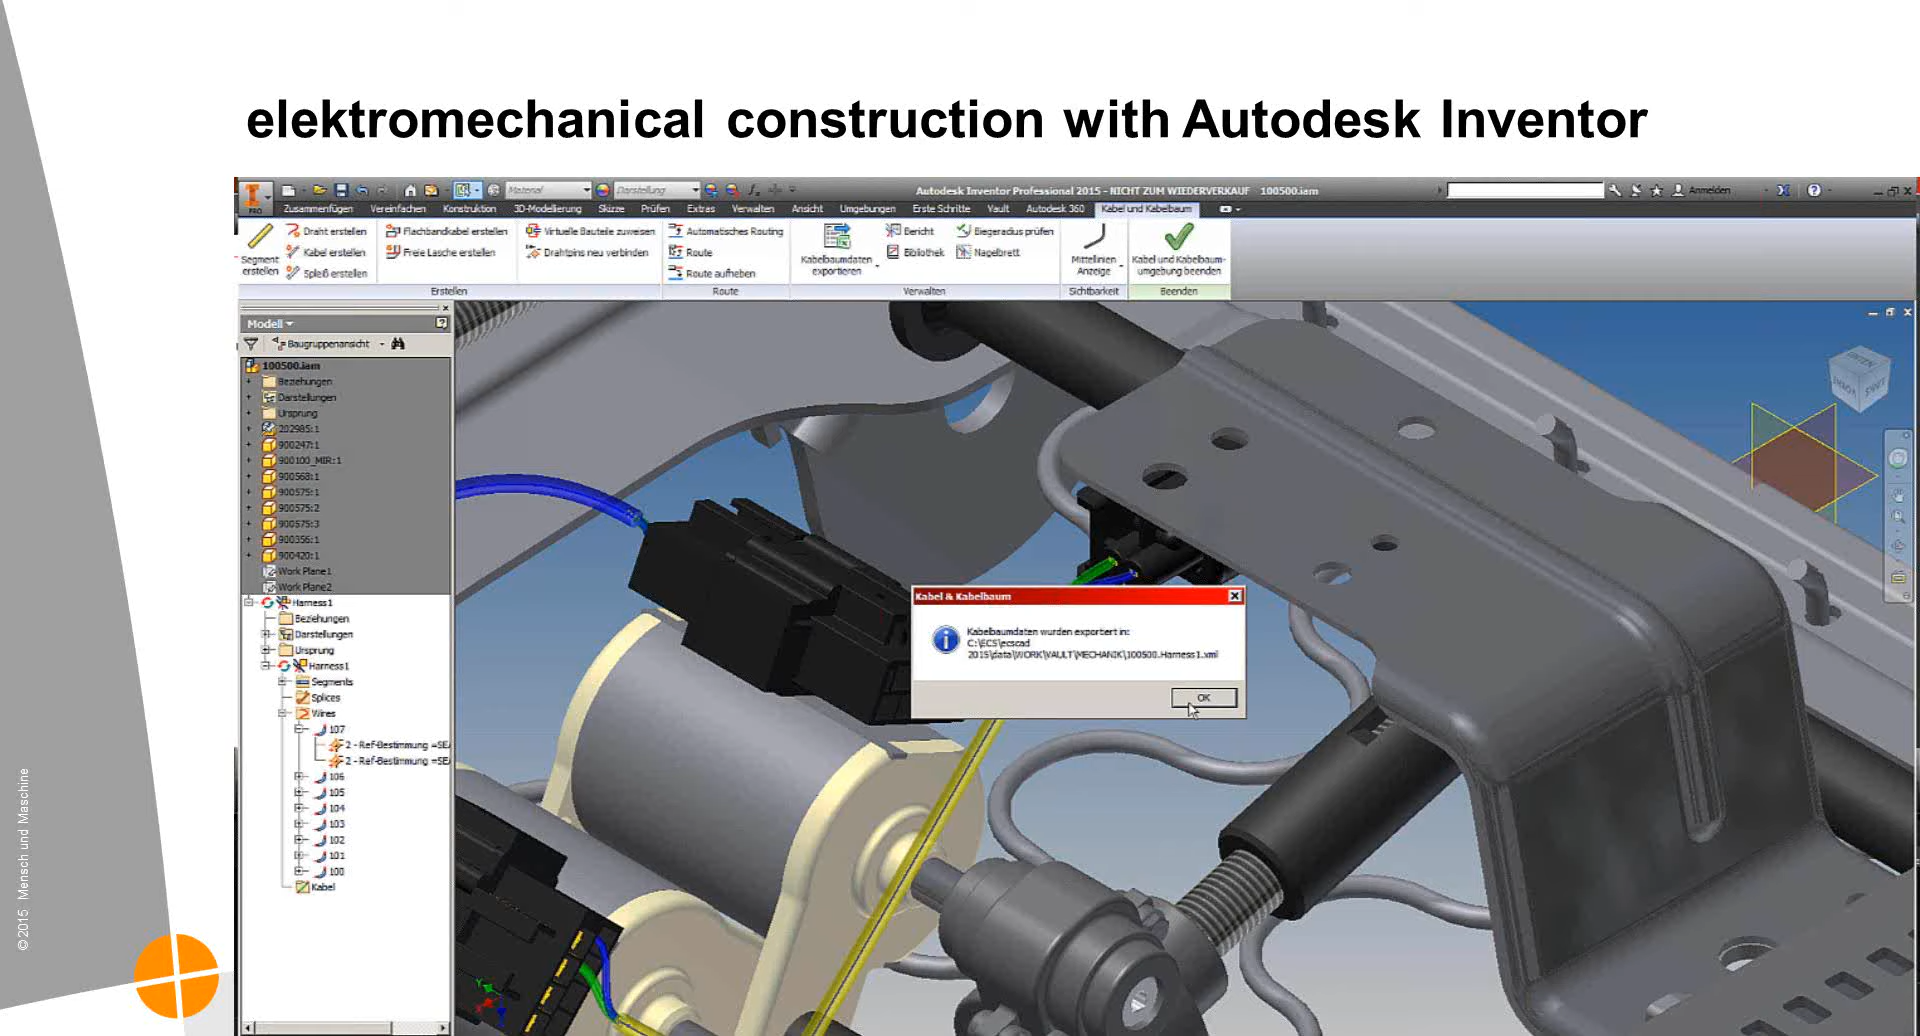 elektromechanical construction with Autodesk Inventor
Material
Darstellung
Autodesk Inventor Professional 2015 - NICHT ZUM WIEDERVERKAUF 100500.iam
Anmelden
PRO
Zusammenfügen Vereinfachen Konstruktion 3D-Modellierung Skizze Prüfen Extras Verwalten Ansicht Umgebungen Erste Schritte Vault Autodesk 360 Kabel und Kabelbaum
Segment erstellen
Draht erstellen
Kabel erstellen
Spleiß erstellen
Flachbandkabel erstellen
Freie Lasche erstellen
Virtuelle Bauteile zuweisen
Drahtpins neu verbinden
Erstellen
Automatisches Routing
Route
Route aufheben
Route
Kabelbaumdaten
exportieren
Bericht
Bibliothek
Biegeradius prüfen
Nagelbrett
Verwalten
Mittellinien
Anzeige
Sichtbarkeit
Kabel und Kabelbaum-
umgebung beenden
Beenden
Modell
Baugruppenansicht
100500.iam
Beziehungen
Darstellungen
Ursprung
202985:1
900247:1
900100_MIR:1
900568:1
900575:1
900575:2
900575:3
900356:1
900420:1
Work Plane1
Work Plane2
Harness1
Beziehungen
Darstellungen
Ursprung
Harness1
Segments
Splices
Wires
107
2 - Ref-Bestimmung =SEA
2 - Ref-Bestimmung =SEA
106
105
104
103
102
101
100
Kabel
Kabel & Kabelbaum
Kabelbaumdaten wurden exportiert in:
C:\ECS\ecscad
2015\data\WORK\VAULT\MECHANIK\100500.Harness1.xml
OK
UNTEN
© 2015 Mensch und Maschine